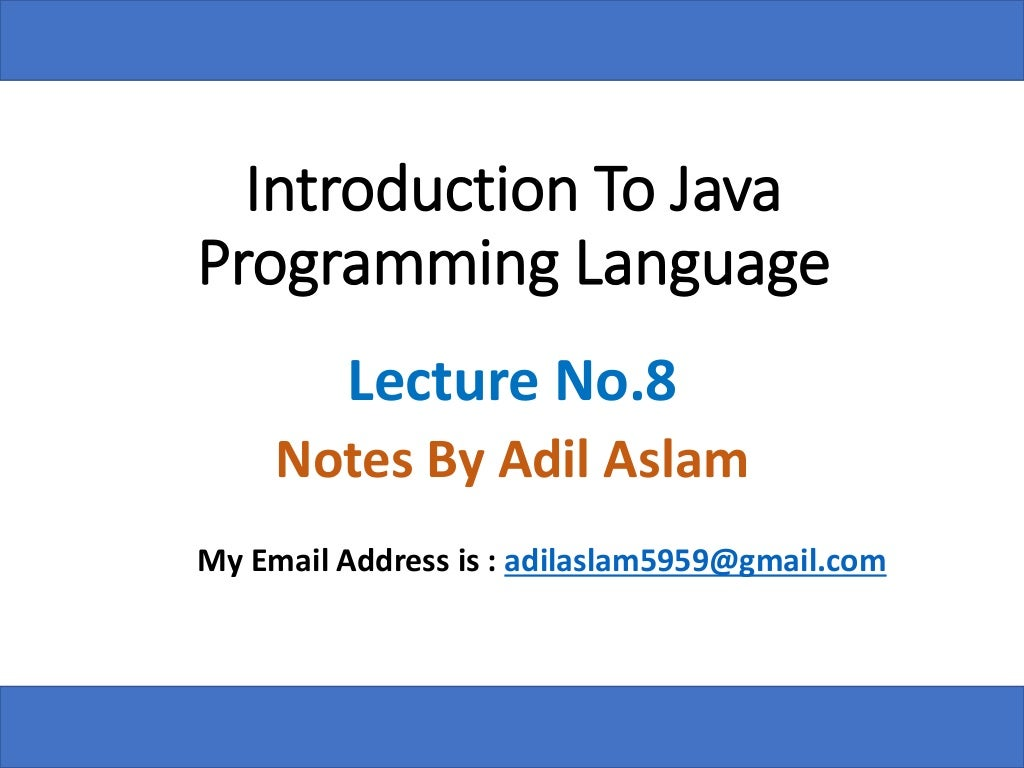 Introduction To Java
Programming Language
Lecture No.8
Notes By Adil Aslam
My Email Address is : adilaslam5959@gmail.com